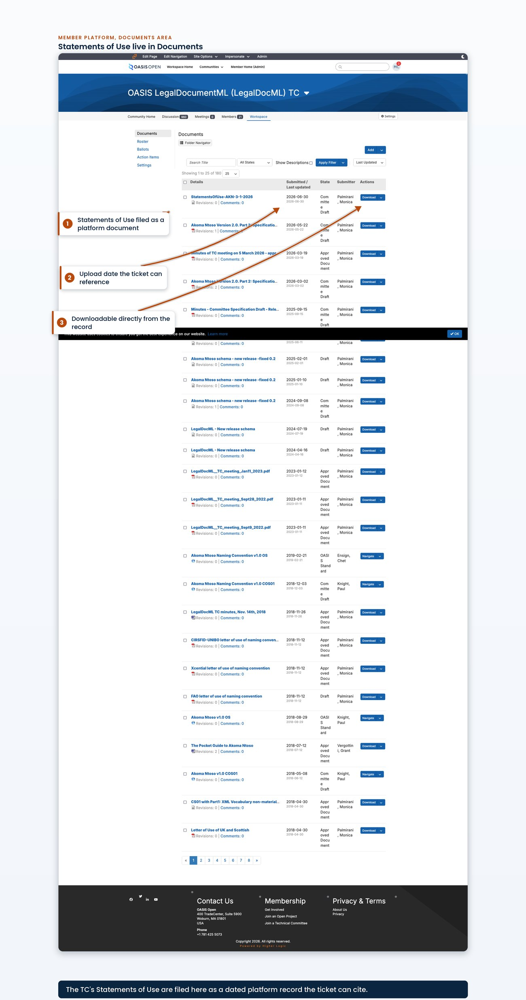 MEMBER PLATFORM, DOCUMENTS AREA
Statements of Use live in Documents
Edit Page Edit Navigation Site Options Impersonate Admin
OASIS OPEN Workspace Home Communities Member Home (Admin) MC 2
OASIS LegalDocumentML (LegalDocML) TC
Community Home Discussion 960 Meetings 0 Members 21 Workspace Settings
Documents
Roster
Ballots
Action Items
Settings
Documents
Folder Navigator
Add
Search Title All States Show Descriptions Apply Filter Last Updated
Showing 1 to 25 of 180 25
Details Submitted / Last updated State Submitter Actions
StatementsOfUse-AKN-3-1-2026 2026-06-30 Committee Draft Palmirani, Monica Download
Revisions: 0 | Comments: 0 2026-06-30
1 Statements of Use filed as a
platform document
Akoma Ntoso Version 2.0. Part 2: Specificatio... 2026-05-22 Committee Draft Palmirani, Monica Download
Revisions: 1 | Comments: 2026-05-22
Minutes of TC meeting on 5 March 2026 - appr... 2026-03-19 Approved Document Palmirani, Monica Download
Revisions: 0 | Comments: 0 2026-03-19
2 Upload date the ticket can
reference
Akoma Ntoso Version 2.0. Part 2: Specificatio... 2026-03-02 Committee Draft Palmirani, Monica Download
Revisions: 2 | Comments: 0 2026-03-02
Minutes - Committee Specification Draft - Rele... 2025-09-15 Committee Draft Palmirani, Monica Download
Revisions: 0 | Comments: 0 2025-09-15
3 Downloadable directly from the
record
This website uses cookies to ensure you get the best experience on our website. Learn more OK
Revisions: 0 | Comments: 0 2025-06-11 , Monica
Akoma Ntoso schema - new release -fixed 0.2 2025-02-01 Draft Palmirani, Monica Download
Revisions: 0 | Comments: 0 2025-02-01
Akoma Ntoso schema - new release -fixed 0.2 2025-01-10 Draft Palmirani, Monica Download
Revisions: 0 | Comments: 0 2025-01-10
Akoma Ntoso schema - new release -fixed 0.2 2024-09-08 Committee Draft Palmirani, Monica Download
Revisions: 1 | Comments: 0 2024-09-08
LegalDocML - New release schema 2024-07-19 Draft Palmirani, Monica Download
Revisions: 0 | Comments: 0 2024-07-19
LegalDocML - New release schema 2024-04-16 Draft Palmirani, Monica Download
Revisions: 0 | Comments: 0 2024-04-16
LegalDocML__TC_meeting_Jan11_2023.pdf 2023-01-12 Approved Document Palmirani, Monica Download
Revisions: 0 | Comments: 0 2023-01-12
LegalDocML__TC_meeting_Sept28_2022.pdf 2023-01-11 Approved Document Palmirani, Monica Download
Revisions: 0 | Comments: 0 2023-01-11
LegalDocML__TC_meeting_Sept9_2022.pdf 2023-01-11 Approved Document Palmirani, Monica Download
Revisions: 0 | Comments: 0 2023-01-11
Akoma Ntoso Naming Convention v1.0 OS 2019-02-21 OASIS Standard Ensign, Chet Navigate
Revisions: 0 | Comments: 0 2019-02-21
Akoma Ntoso Naming Convention v1.0 COS01 2018-12-03 Committee Draft Knight, Paul Navigate
Revisions: 0 | Comments: 0 2018-12-03
LegalDocML TC minutes, Nov. 14th, 2018 2018-11-26 Approved Document Palmirani, Monica Download
Revisions: 0 | Comments: 0 2018-11-26
CIRSFID-UNIBO letter of use of naming conven... 2018-11-12 Approved Document Palmirani, Monica Download
Revisions: 0 | Comments: 0 2018-11-12
Xcential letter of use of naming convention 2018-11-12 Approved Document Palmirani, Monica Download
Revisions: 0 | Comments: 0 2018-11-12
FAO letter of use of naming convention 2018-11-12 Draft Palmirani, Monica Download
Revisions: 0 | Comments: 0 2018-11-12
Akoma Ntoso v1.0 OS 2018-08-29 OASIS Standard Knight, Paul Navigate
Revisions: 0 | Comments: 0 2018-08-29
The Pocket Guide to Akoma Ntoso 2018-07-12 Approved Document Vergottini, Grant Download
Revisions: 2 | Comments: 0 2018-07-12
Akoma Ntoso v1.0 COS01 2018-05-08 Committee Draft Knight, Paul Navigate
Revisions: 0 | Comments: 0 2018-06-12
CS01 with Part1: XML Vocabulary non-material... 2018-04-30 Approved Document Palmirani, Monica Download
Revisions: 0 | Comments: 0 2018-04-30
Letter of Use of UK and Scottish 2018-04-30 Approved Document Palmirani, Monica Download
Revisions: 0 | Comments: 0 2018-04-30
« 1 2 3 4 5 6 7 8 »
Contact Us
OASIS Open
400 TradeCenter, Suite 5900
Woburn, MA 01801
USA
Phone
+1 781 425 5073
Membership
Get Involved
Join an Open Project
Join a Technical Committee
Privacy & Terms
About Us
Privacy
Copyright 2026. All rights reserved.
Powered by Higher Logic
The TC's Statements of Use are filed here as a dated platform record the ticket can cite.